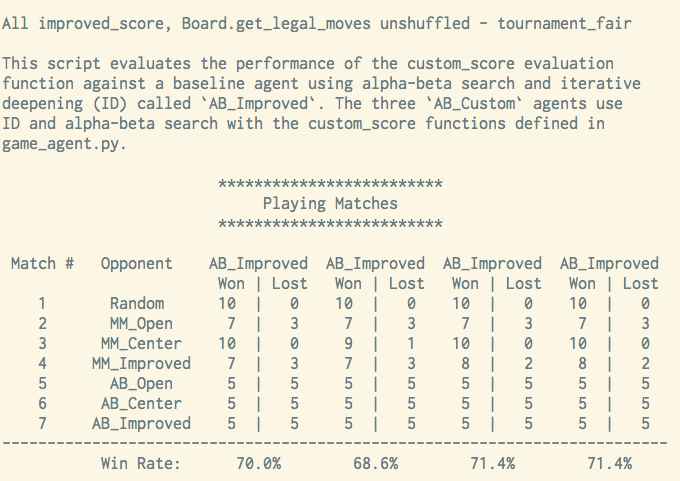 All improved_score, Board.get_legal_moves unshuffled - tournament_fair
This script evaluates the performance of the custom_score evaluation
function against a baseline agent using alpha-beta search and iterative
deepening (ID) called `AB_Improved`. The three `AB_Custom` agents use
ID and alpha-beta search with the custom_score functions defined in
game_agent.py.
*************************
Playing Matches
*************************
Match # Opponent AB_Improved AB_Improved AB_Improved AB_Improved
Won | Lost Won | Lost Won | Lost Won | Lost
1 Random 10 | 0 10 | 0 10 | 0 10 | 0
2 MM_Open 7 | 3 7 | 3 7 | 3 7 | 3
3 MM_Center 10 | 0 9 | 1 10 | 0 10 | 0
4 MM_Improved 7 | 3 7 | 3 8 | 2 8 | 2
5 AB_Open 5 | 5 5 | 5 5 | 5 5 | 5
6 AB_Center 5 | 5 5 | 5 5 | 5 5 | 5
7 AB_Improved 5 | 5 5 | 5 5 | 5 5 | 5
--------------------------------------------------------------------------
Win Rate: 70.0% 68.6% 71.4% 71.4%